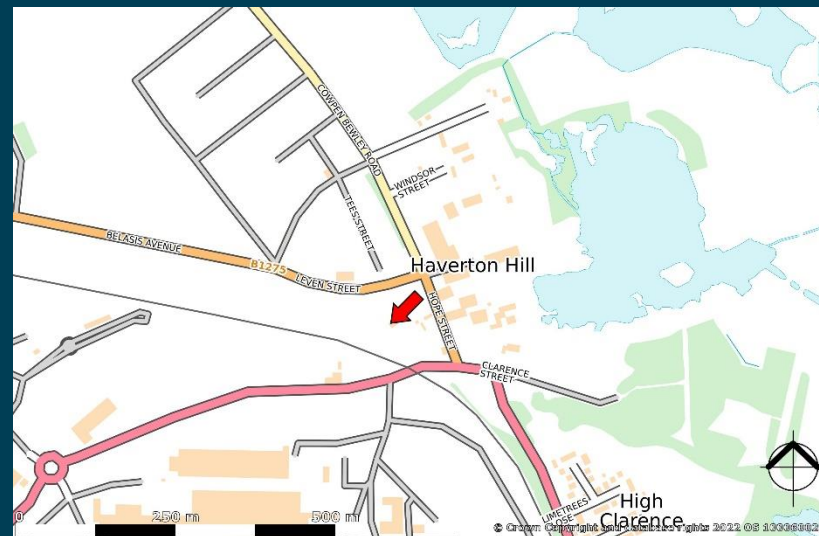 COWPEN BEWLEY ROAD
WINDSOR
STREET
TEES STREET
BELASIS AVENUE
B1275
LEVEN STREET
Haverton Hill
HOPE STREET
CLARENCE
STREET
High
Clarence
LIMETREES
CLOSE
0
250 m
500 m